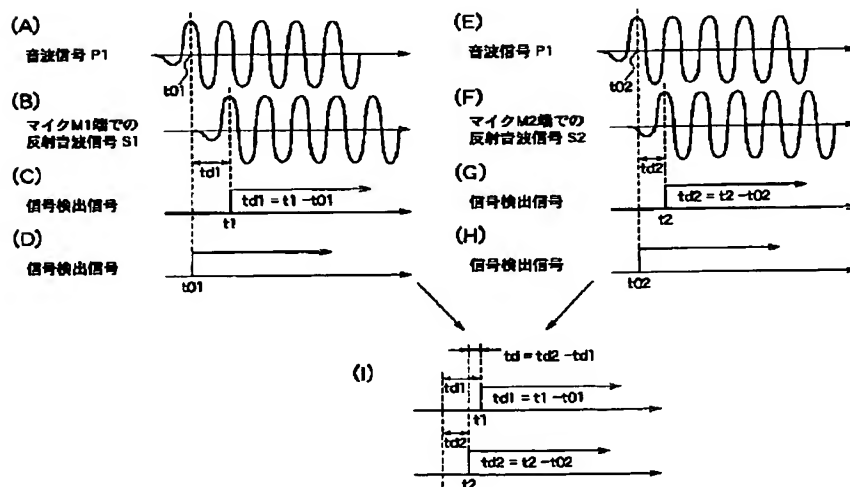 (A)
音波信号 P1
t01
(B)
マイクM1端での
反射音波信号 S1
td1
(C)
信号検出信号
td1 = t1 − t01
t1
(D)
信号検出信号
t01
(E)
音波信号 P1
t02
(F)
マイクM2端での
反射音波信号 S2
td2
(G)
信号検出信号
td2 = t2 − t02
t2
(H)
信号検出信号
t02
(I)
td = td2 − td1
td1
td1 = t1 − t01
t1
td2
td2 = t2 − t02
t2